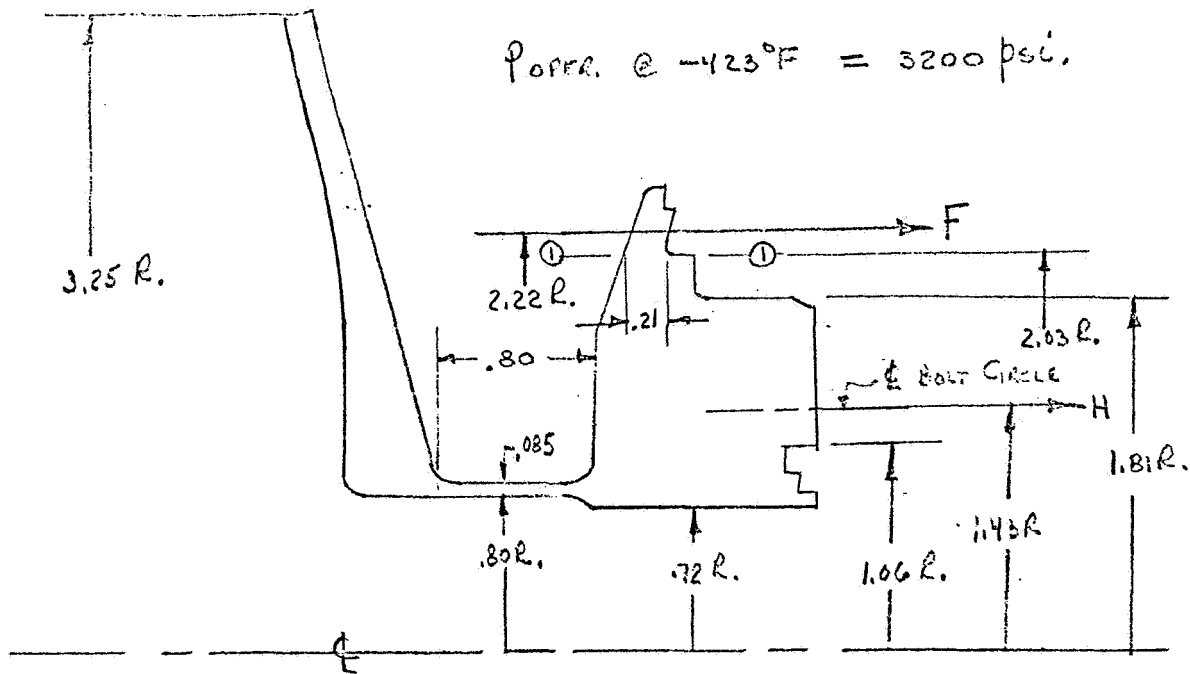 POPER. @ -423°F = 3200 psi.
F
① ①
3.25 R.
2.22 R.
.21
2.03 R.
.80
℄ BOLT CIRCLE
H
.085
1.81 R.
.80 R.
.72 R.
1.06 R.
1.43 R
℄